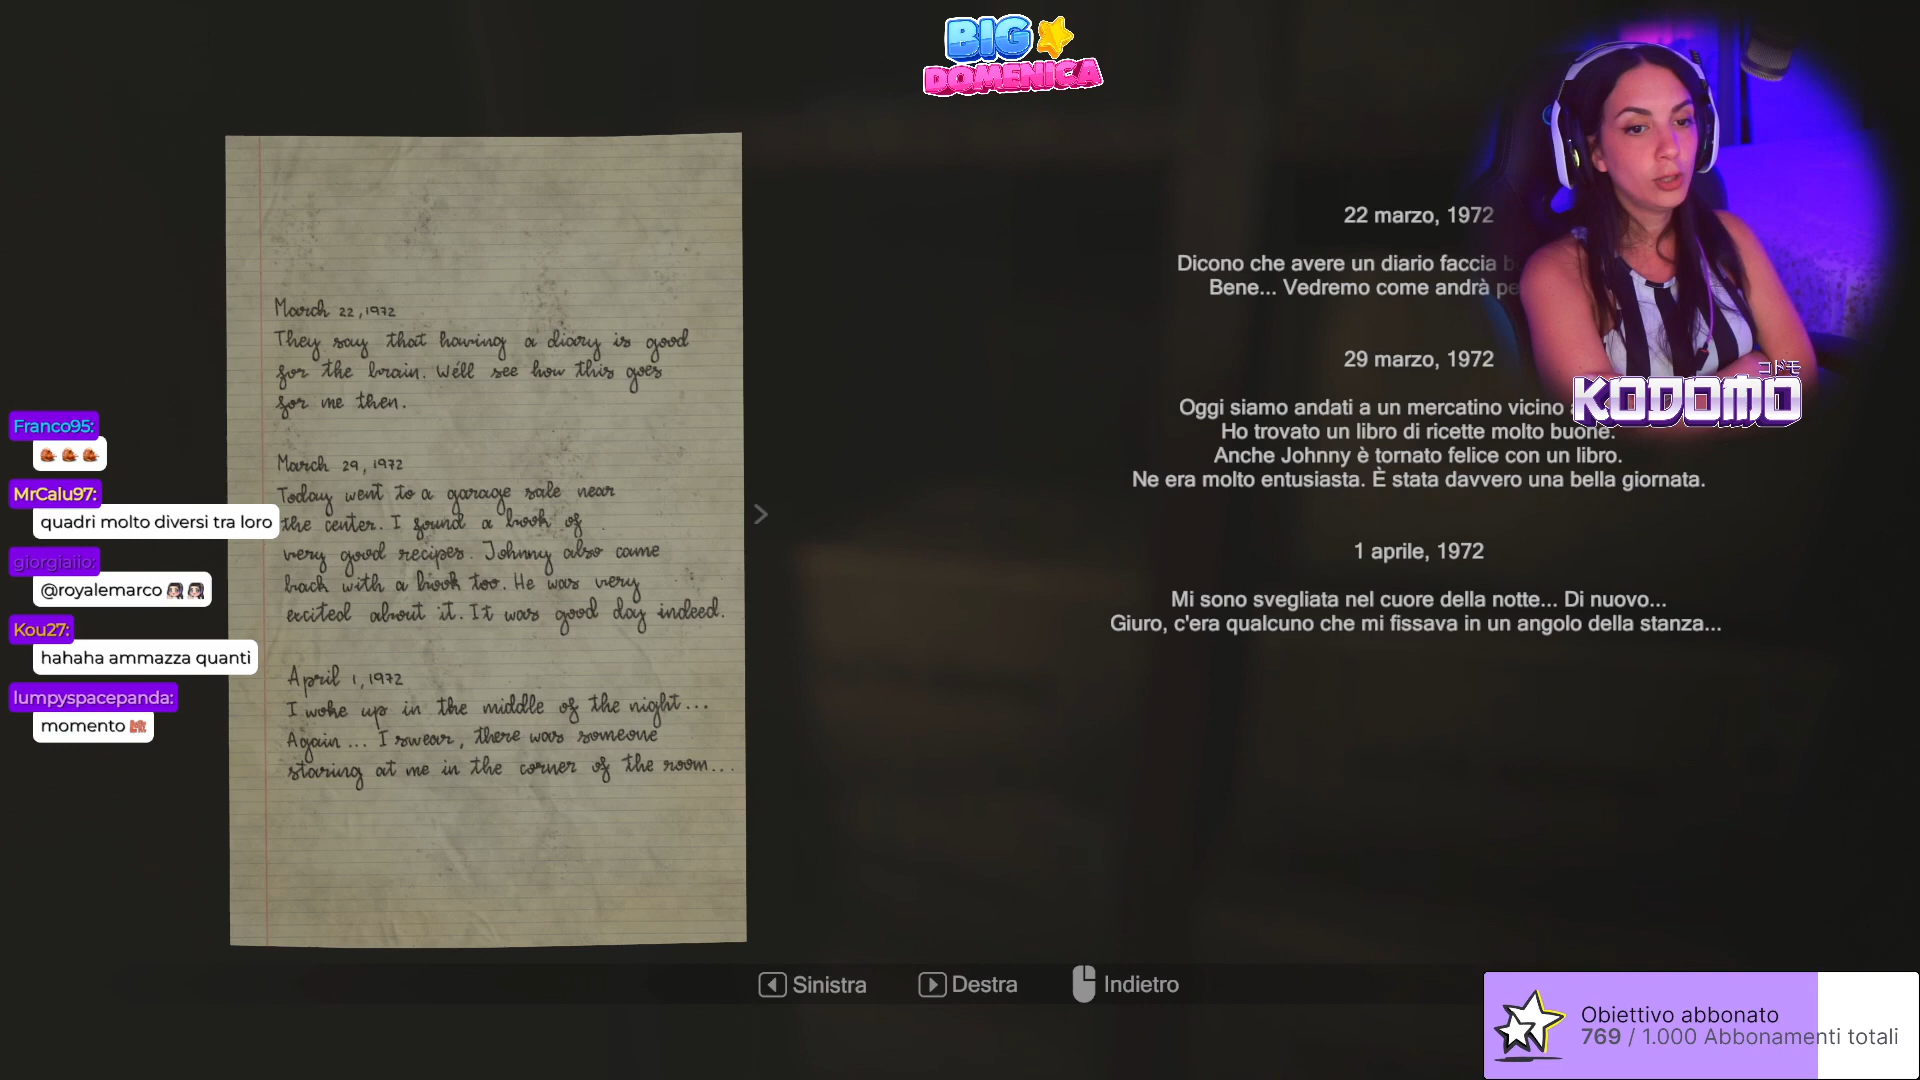 BIG
DOMENICA
March 22, 1972
They say that having a diary is good
for the brain. We'll see how this goes
for me then.
March 29, 1972
Today went to a garage sale near
the center. I found a book of
very good recipes. Johnny also came
back with a book too. He was very
excited about it. It was good day indeed.
April 1, 1972
I woke up in the middle of the night...
Again... I swear, there was someone
staring at me in the corner of the room...
22 marzo, 1972
Dicono che avere un diario faccia
Bene... Vedremo come andrà
29 marzo, 1972
Oggi siamo andati a un mercatino vicino
Ho trovato un libro di ricette molto buone.
Anche Johnny è tornato felice con un libro.
Ne era molto entusiasta. È stata davvero una bella giornata.
1 aprile, 1972
Mi sono svegliata nel cuore della notte... Di nuovo...
Giuro, c'era qualcuno che mi fissava in un angolo della stanza...
コドモ
KODOMO
Franco95:
MrCalu97:
quadri molto diversi tra loro
giorgiaiio:
@royalemarco
Kou27:
hahaha ammazza quanti
lumpyspacepanda:
momento
Sinistra
Destra
Indietro
Obiettivo abbonato
769 / 1.000 Abbonamenti totali